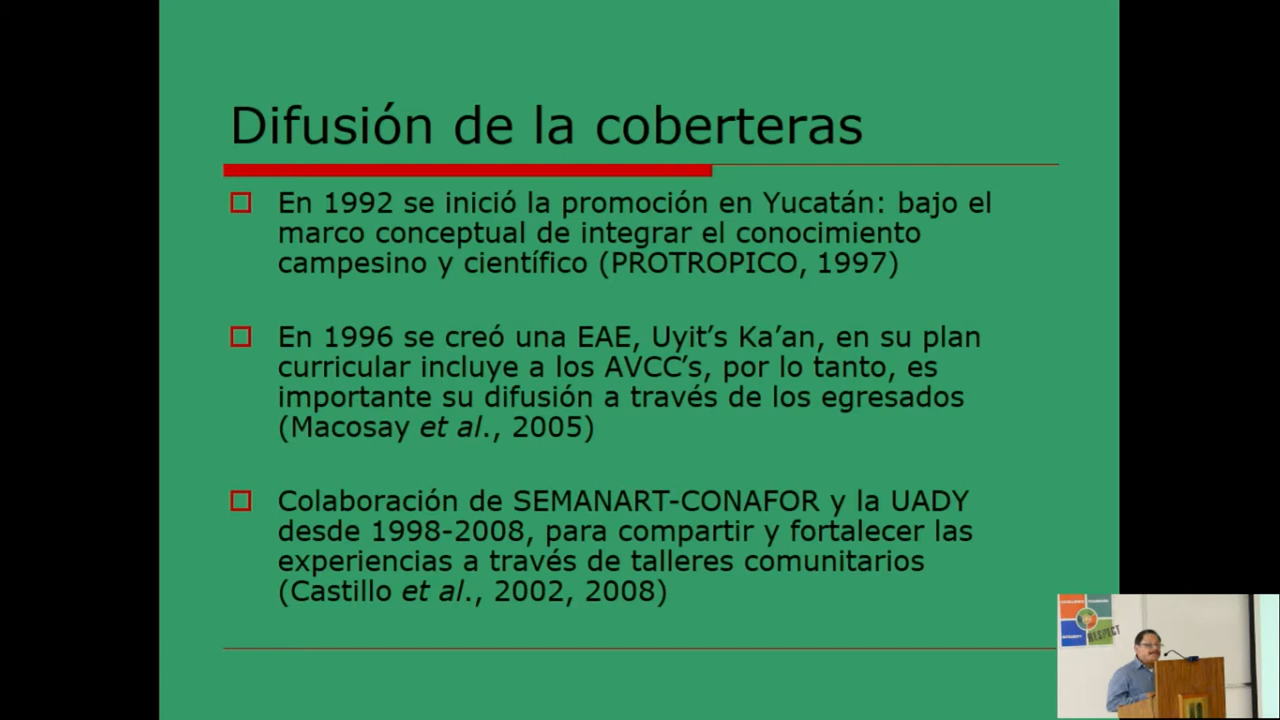 Difusión de la coberteras
En 1992 se inició la promoción en Yucatán: bajo el
marco conceptual de integrar el conocimiento
campesino y científico (PROTROPICO, 1997)
En 1996 se creó una EAE, Uyit's Ka'an, en su plan
curricular incluye a los AVCC's, por lo tanto, es
importante su difusión a través de los egresados
(Macosay et al., 2005)
Colaboración de SEMANART-CONAFOR y la UADY
desde 1998-2008, para compartir y fortalecer las
experiencias a través de talleres comunitarios
(Castillo et al., 2002, 2008)
RESPECT